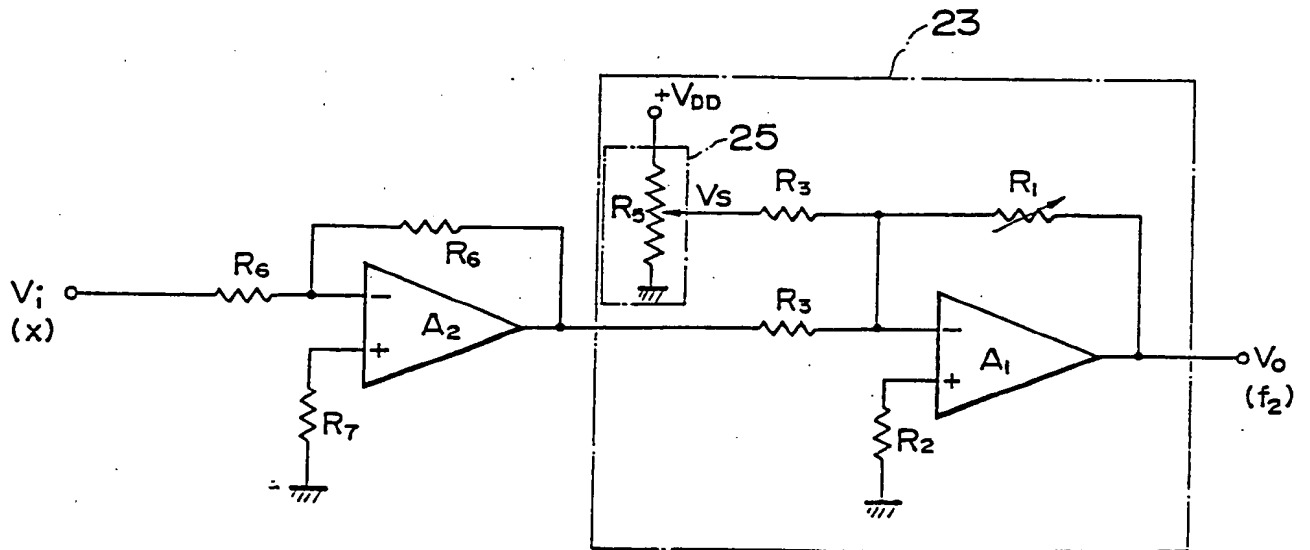 23
+VDD
25
R5
Vs
R3
R1
R6
R6
Vi
(x)
A2
−
+
R7
R3
−
A1
+
R2
Vo
(f2)